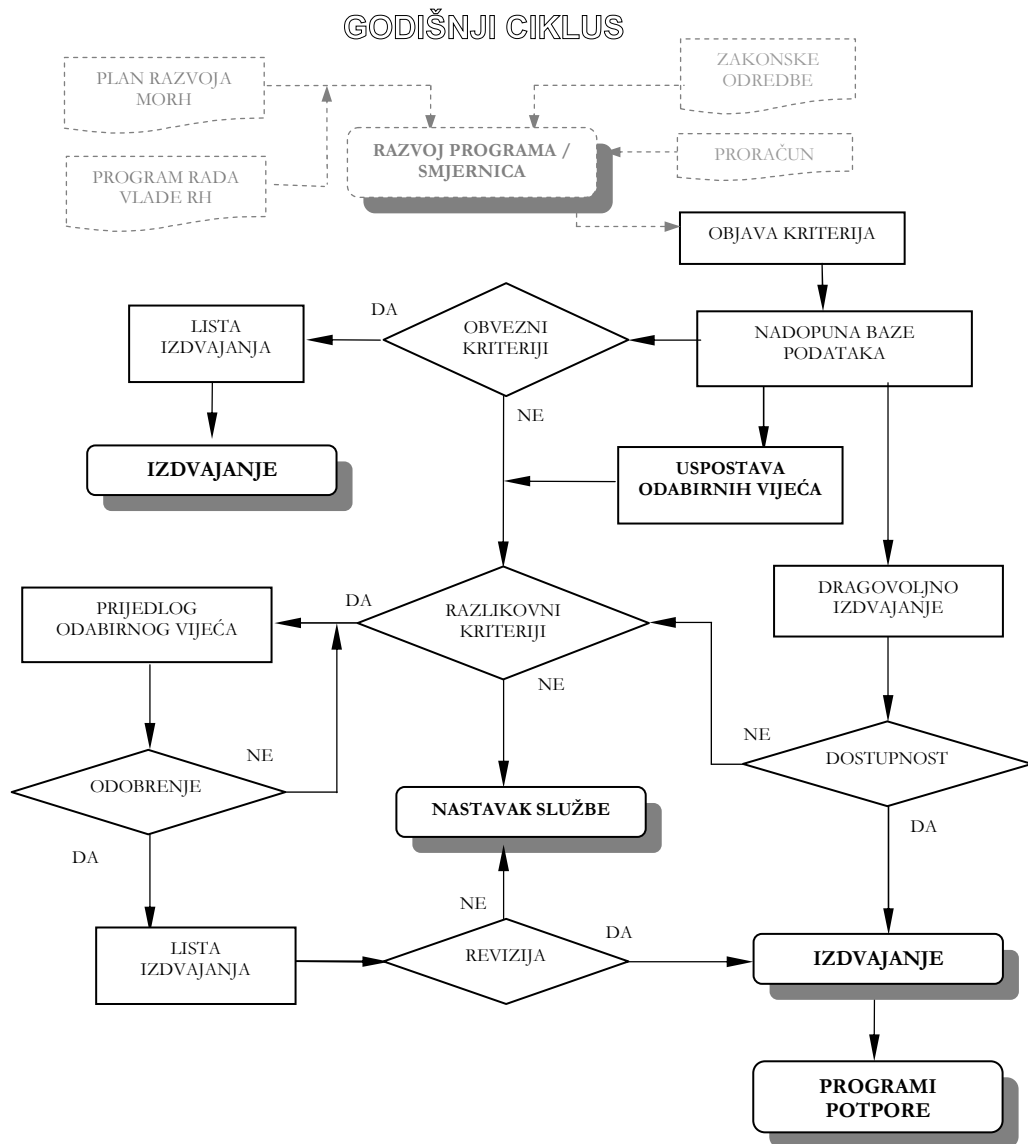 GODIŠNJI CIKLUS
PLAN RAZVOJA
MORH
ZAKONSKE
ODREDBE
RAZVOJ PROGRAMA /
SMJERNICA
PRORAČUN
PROGRAM RADA
VLADE RH
OBJAVA KRITERIJA
DA
LISTA
IZDVAJANJA
OBVEZNI
KRITERIJI
NADOPUNA BAZE
PODATAKA
NE
IZDVAJANJE
USPOSTAVA
ODABIRNIH VIJEĆA
PRIJEDLOG
ODABIRNOG VIJEĆA
DA
RAZLIKOVNI
KRITERIJI
DRAGOVOLJNO
IZDVAJANJE
NE
NE
NE
ODOBRENJE
DOSTUPNOST
NASTAVAK SLUŽBE
DA
DA
NE
DA
LISTA
IZDVAJANJA
REVIZIJA
IZDVAJANJE
PROGRAMI
POTPORE